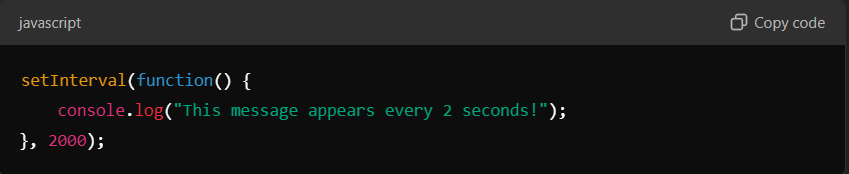 javascript
Copy code
setInterval(function() {
    console.log("This message appears every 2 seconds!");
}, 2000);